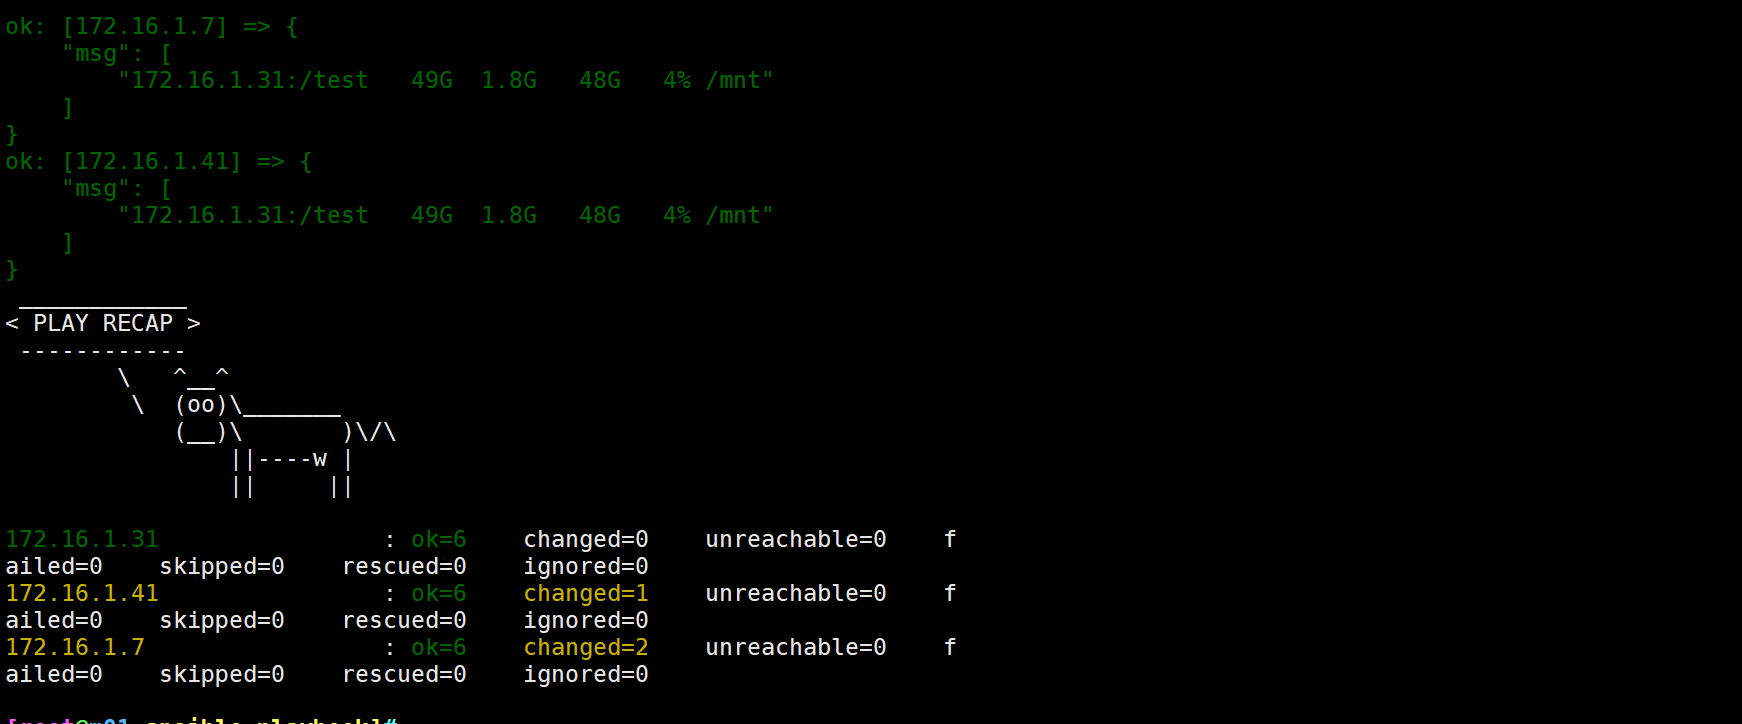 ok: [172.16.1.7] => {
    "msg": [
        "172.16.1.31:/test   49G  1.8G   48G   4% /mnt"
    ]
}
ok: [172.16.1.41] => {
    "msg": [
        "172.16.1.31:/test   49G  1.8G   48G   4% /mnt"
    ]
}
 ____________
< PLAY RECAP >
 ------------
        \   ^__^
         \  (oo)\_______
            (__)\       )\/\
                ||----w |
                ||     ||
172.16.1.31                : ok=6    changed=0    unreachable=0    f
ailed=0    skipped=0    rescued=0    ignored=0
172.16.1.41                : ok=6    changed=1    unreachable=0    f
ailed=0    skipped=0    rescued=0    ignored=0
172.16.1.7                 : ok=6    changed=2    unreachable=0    f
ailed=0    skipped=0    rescued=0    ignored=0